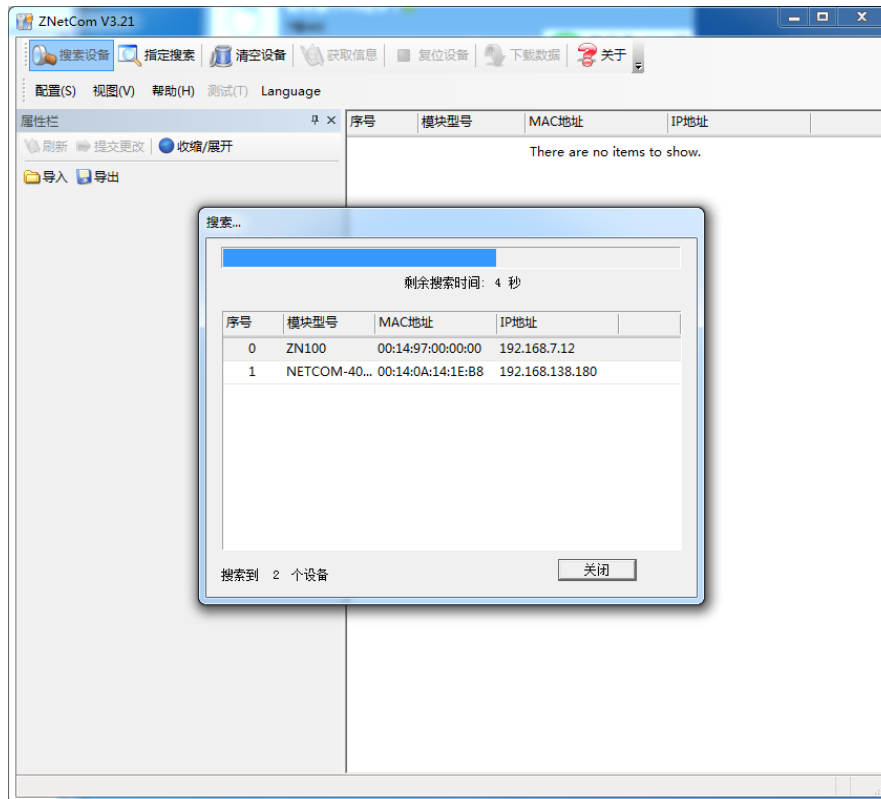 ZNetCom V3.21
搜索设备 指定搜索 清空设备 获取信息 复位设备 下载数据 关于
配置(S) 视图(V) 帮助(H) 测试(T) Language
属性栏
序号 模块型号 MAC地址 IP地址
刷新 提交更改 收缩/展开
There are no items to show.
导入 导出
搜索...
剩余搜索时间: 4 秒
序号 模块型号 MAC地址 IP地址
0 ZN100 00:14:97:00:00:00 192.168.7.12
1 NETCOM-40... 00:14:0A:14:1E:B8 192.168.138.180
搜索到 2 个设备
关闭